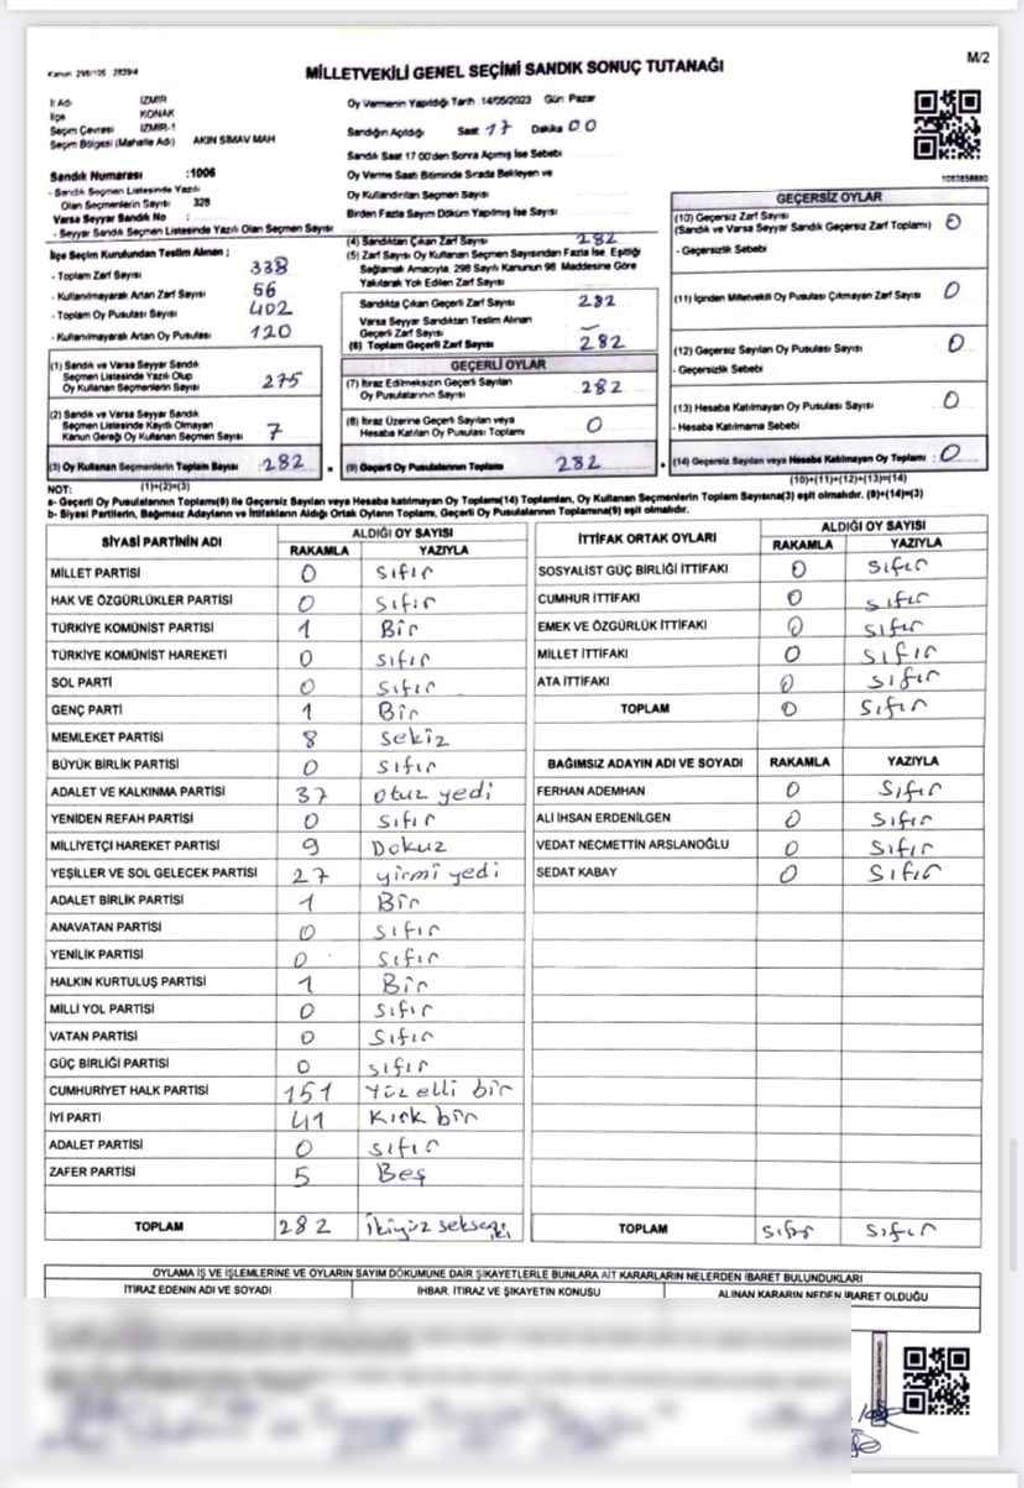 M/2
MİLLETVEKİLİ GENEL SEÇİMİ SANDIK SONUÇ TUTANAĞI
İl Adı İZMİR
İlçe KONAK
Seçim Çevresi İZMİR-1
Seçim Bölgesi (Mahalle Adı) AKIN SİMAV MAH
Sandık Numarası :1006
- Sandık Seçmen Listesinde Yazılı
Olan Seçmenlerin Sayısı 328
Varsa Seyyar Sandık No :
- Seyyar Sandık Seçmen Listesinde Yazılı Olan Seçmen Sayısı
Oy Vermenin Yapıldığı Tarih 14/05/2023 Gün Pazar
Sandığın Açıldığı Saat 17 Dakika 00
Sandık Saat 17:00'den Sonra Açılmış İse Sebebi
Oy Verme Saati Bitiminde Sırada Bekleyen ve
Oy Kullandırılan Seçmen Sayısı
Birden Fazla Sayım Döküm Yapılmış İse Sayısı
İlçe Seçim Kurulundan Teslim Alınan ;
- Toplam Zarf Sayısı 338
- Kullanılmayarak Artan Zarf Sayısı 56
- Toplam Oy Pusulası Sayısı 402
- Kullanılmayarak Artan Oy Pusulası 120
(1) Sandık ve Varsa Seyyar Sandık
Seçmen Listesinde Yazılı Olup
Oy Kullanan Seçmenlerin Sayısı 275
(2) Sandık ve Varsa Seyyar Sandık
Seçmen Listesinde Kayıtlı Olmayan
Kanun Gereği Oy Kullanan Seçmen Sayısı 7
(3) Oy Kullanan Seçmenlerin Toplam Sayısı 282
(1)+(2)=(3)
(4) Sandıktan Çıkan Zarf Sayısı 282
(5) Zarf Sayısı Oy Kullanan Seçmen Sayısından Fazla İse, Eşitliği
Sağlamak Amacıyla, 298 Sayılı Kanunun 98. Maddesine Göre
Yakılarak Yok Edilen Zarf Sayısı
Sandıkta Çıkan Geçerli Zarf Sayısı 282
Varsa Seyyar Sandıktan Teslim Alınan
Geçerli Zarf Sayısı –
(6) Toplam Geçerli Zarf Sayısı 282
GEÇERLİ OYLAR
(7) İtiraz Edilmeksizin Geçerli Sayılan
Oy Pusulalarının Sayısı 282
(8) İtiraz Üzerine Geçerli Sayılan veya
Hesaba Katılan Oy Pusulası Toplamı 0
(9) Geçerli Oy Pusulalarının Toplamı 282
GEÇERSİZ OYLAR
(10) Geçersiz Zarf Sayısı
(Sandık ve Varsa Seyyar Sandık Geçersiz Zarf Toplamı) 0
- Geçersizlik Sebebi
(11) İçinden Milletvekili Oy Pusulası Çıkmayan Zarf Sayısı 0
(12) Geçersiz Sayılan Oy Pusulası Sayısı 0
- Geçersizlik Sebebi
(13) Hesaba Katılmayan Oy Pusulası Sayısı 0
- Hesaba Katılmama Sebebi
(14) Geçersiz Sayılan veya Hesaba Katılmayan Oy Toplamı : 0
(10)+(11)+(12)+(13)=(14)
NOT:
a- Geçerli Oy Pusulalarının Toplamı(9) ile Geçersiz Sayılan veya Hesaba katılmayan Oy Toplamı(14) Toplamları, Oy Kullanan Seçmenlerin Toplam Sayısına(3) eşit olmalıdır. (9)+(14)=(3)
b- Siyasi Partilerin, Bağımsız Adayların ve İttifakların Aldığı Ortak Oyların Toplamı, Geçerli Oy Pusulalarının Toplamına(9) eşit olmalıdır.
SİYASİ PARTİNİN ADI ALDIĞI OY SAYISI
RAKAMLA YAZIYLA
MİLLET PARTİSİ 0 sıfır
HAK VE ÖZGÜRLÜKLER PARTİSİ 0 sıfır
TÜRKİYE KOMÜNİST PARTİSİ 1 Bir
TÜRKİYE KOMÜNİST HAREKETİ 0 sıfır
SOL PARTİ 0 sıfır
GENÇ PARTİ 1 Bir
MEMLEKET PARTİSİ 8 sekiz
BÜYÜK BİRLİK PARTİSİ 0 sıfır
ADALET VE KALKINMA PARTİSİ 37 otuz yedi
YENİDEN REFAH PARTİSİ 0 sıfır
MİLLİYETÇİ HAREKET PARTİSİ 9 Dokuz
YEŞİLLER VE SOL GELECEK PARTİSİ 27 yirmi yedi
ADALET BİRLİK PARTİSİ 1 Bir
ANAVATAN PARTİSİ 0 sıfır
YENİLİK PARTİSİ 0 sıfır
HALKIN KURTULUŞ PARTİSİ 1 Bir
MİLLİ YOL PARTİSİ 0 sıfır
VATAN PARTİSİ 0 sıfır
GÜÇ BİRLİĞİ PARTİSİ 0 sıfır
CUMHURİYET HALK PARTİSİ 151 Yüz elli bir
İYİ PARTİ 41 Kırk bir
ADALET PARTİSİ 0 sıfır
ZAFER PARTİSİ 5 Beş
TOPLAM 282 İkiyüz seksen iki
İTTİFAK ORTAK OYLARI ALDIĞI OY SAYISI
RAKAMLA YAZIYLA
SOSYALİST GÜÇ BİRLİĞİ İTTİFAKI 0 sıfır
CUMHUR İTTİFAKI 0 sıfır
EMEK VE ÖZGÜRLÜK İTTİFAKI 0 sıfır
MİLLET İTTİFAKI 0 sıfır
ATA İTTİFAKI 0 sıfır
TOPLAM 0 sıfır
BAĞIMSIZ ADAYIN ADI VE SOYADI RAKAMLA YAZIYLA
FERHAN ADEMHAN 0 sıfır
ALİ İHSAN ERDENİLGEN 0 sıfır
VEDAT NECMETTİN ARSLANOĞLU 0 sıfır
SEDAT KABAY 0 sıfır
TOPLAM sıfır sıfır
OYLAMA İŞ VE İŞLEMLERİNE VE OYLARIN SAYIM DÖKÜMÜNE DAİR ŞİKAYETLERLE BUNLARA AİT KARARLARIN NELERDEN İBARET BULUNDUKLARI
İTİRAZ EDENİN ADI VE SOYADI İHBAR, İTİRAZ VE ŞİKAYETİN KONUSU ALINAN KARARIN NEDEN İBARET OLDUĞU